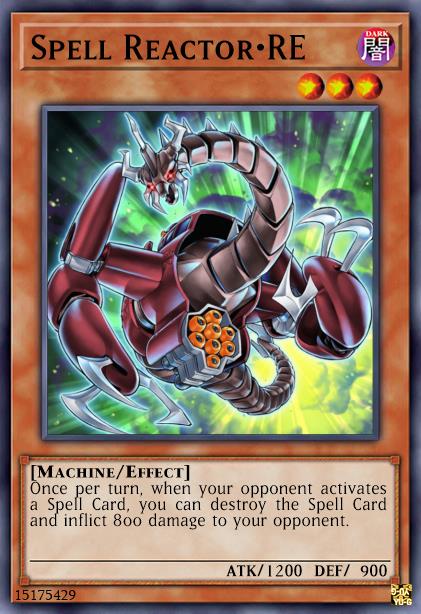 Spell Reactor•RE
DARK
闇
[Machine/Effect]
Once per turn, when your opponent activates
a Spell Card, you can destroy the Spell Card
and inflict 800 damage to your opponent.
ATK/1200 DEF/ 900
15175429